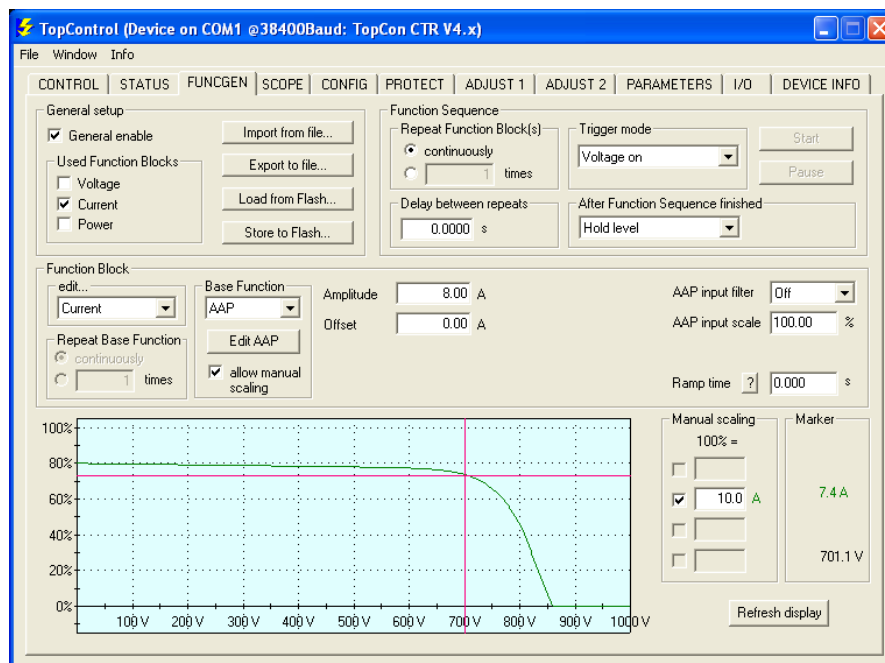 TopControl (Device on COM1 @38400Baud: TopCon CTR V4.x)
File Window Info
CONTROL STATUS FUNCGEN SCOPE CONFIG PROTECT ADJUST 1 ADJUST 2 PARAMETERS I/O DEVICE INFO
General setup
General enable
Used Function Blocks
Voltage
Current
Power
Import from file...
Export to file...
Load from Flash...
Store to Flash...
Function Sequence
Repeat Function Block(s)
continuously
1 times
Trigger mode
Voltage on
Start
Pause
Delay between repeats
0.0000 s
After Function Sequence finished
Hold level
Function Block
edit...
Current
Repeat Base Function
continuously
1 times
Base Function
AAP
Edit AAP
allow manual
scaling
Amplitude 8.00 A
Offset 0.00 A
AAP input filter Off
AAP input scale 100.00 %
Ramp time ? 0.000 s
100%
80%
60%
40%
20%
0%
100 V 200 V 300 V 400 V 500 V 600 V 700 V 800 V 900 V 1000 V
Manual scaling
100% =
10.0 A
Marker
7.4 A
701.1 V
Refresh display